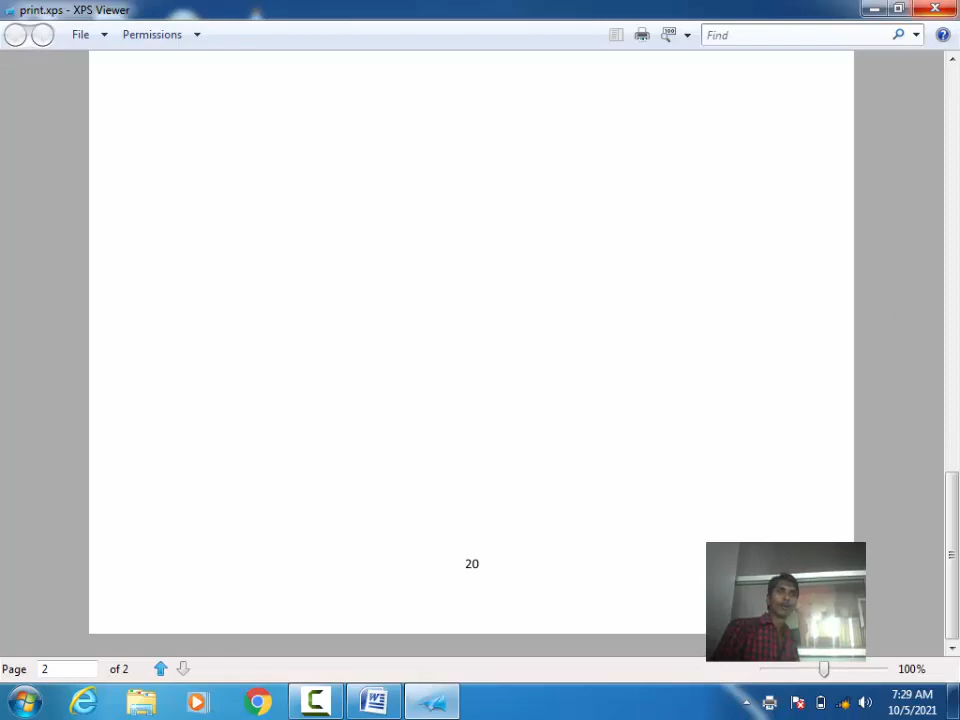 print.xps - XPS Viewer
File Permissions Find
20
Page 2 of 2 100%
7:29 AM
10/5/2021